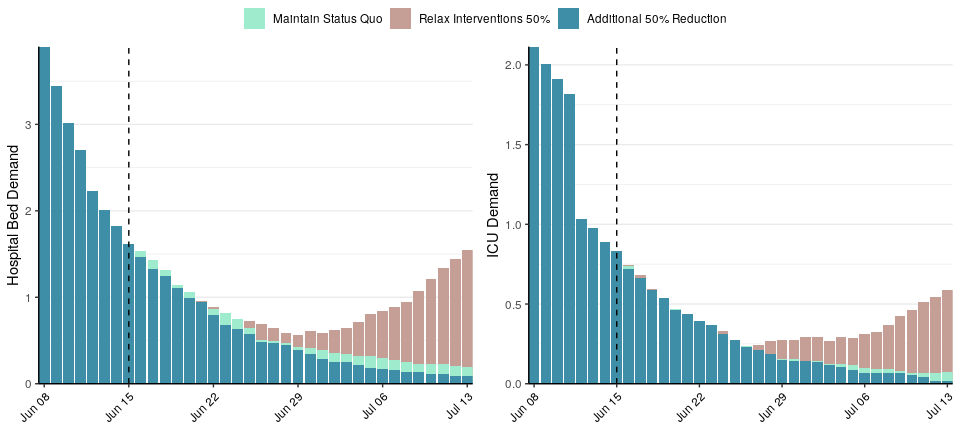 Maintain Status Quo Relax Interventions 50% Additional 50% Reduction
Hospital Bed Demand
3
2
1
0
Jun 08 Jun 15 Jun 22 Jun 29 Jul 06 Jul 13
ICU Demand
2.0
1.5
1.0
0.5
0.0
Jun 08 Jun 15 Jun 22 Jun 29 Jul 06 Jul 13